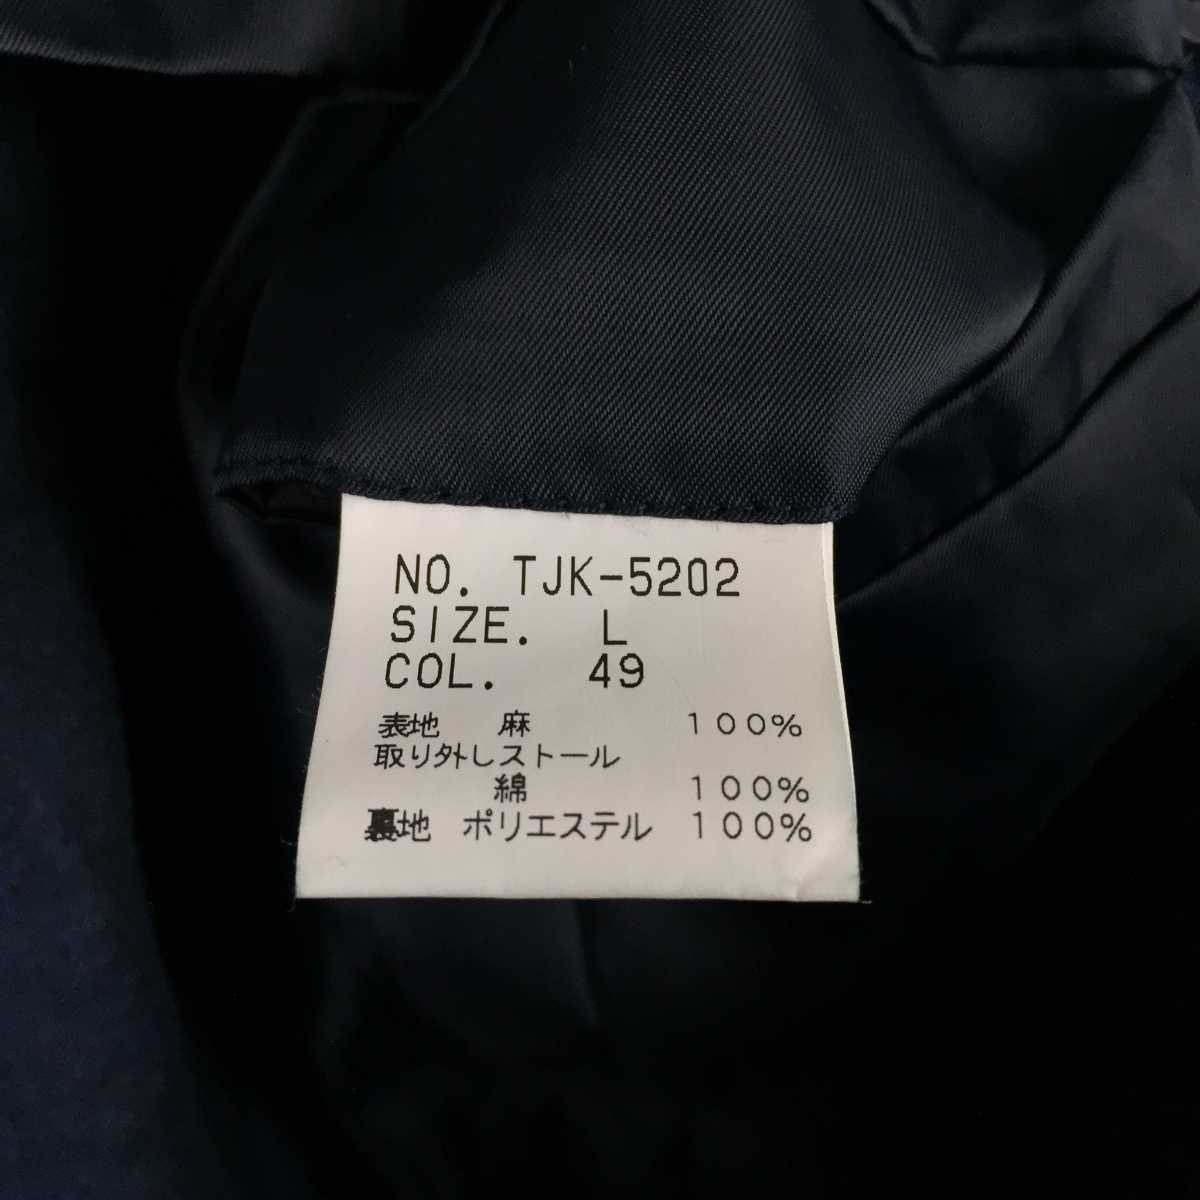 NO. TJK-5202
SIZE. L
COL. 49
表地 麻 100%
取り外しストール
綿 100%
裏地 ポリエステル 100%